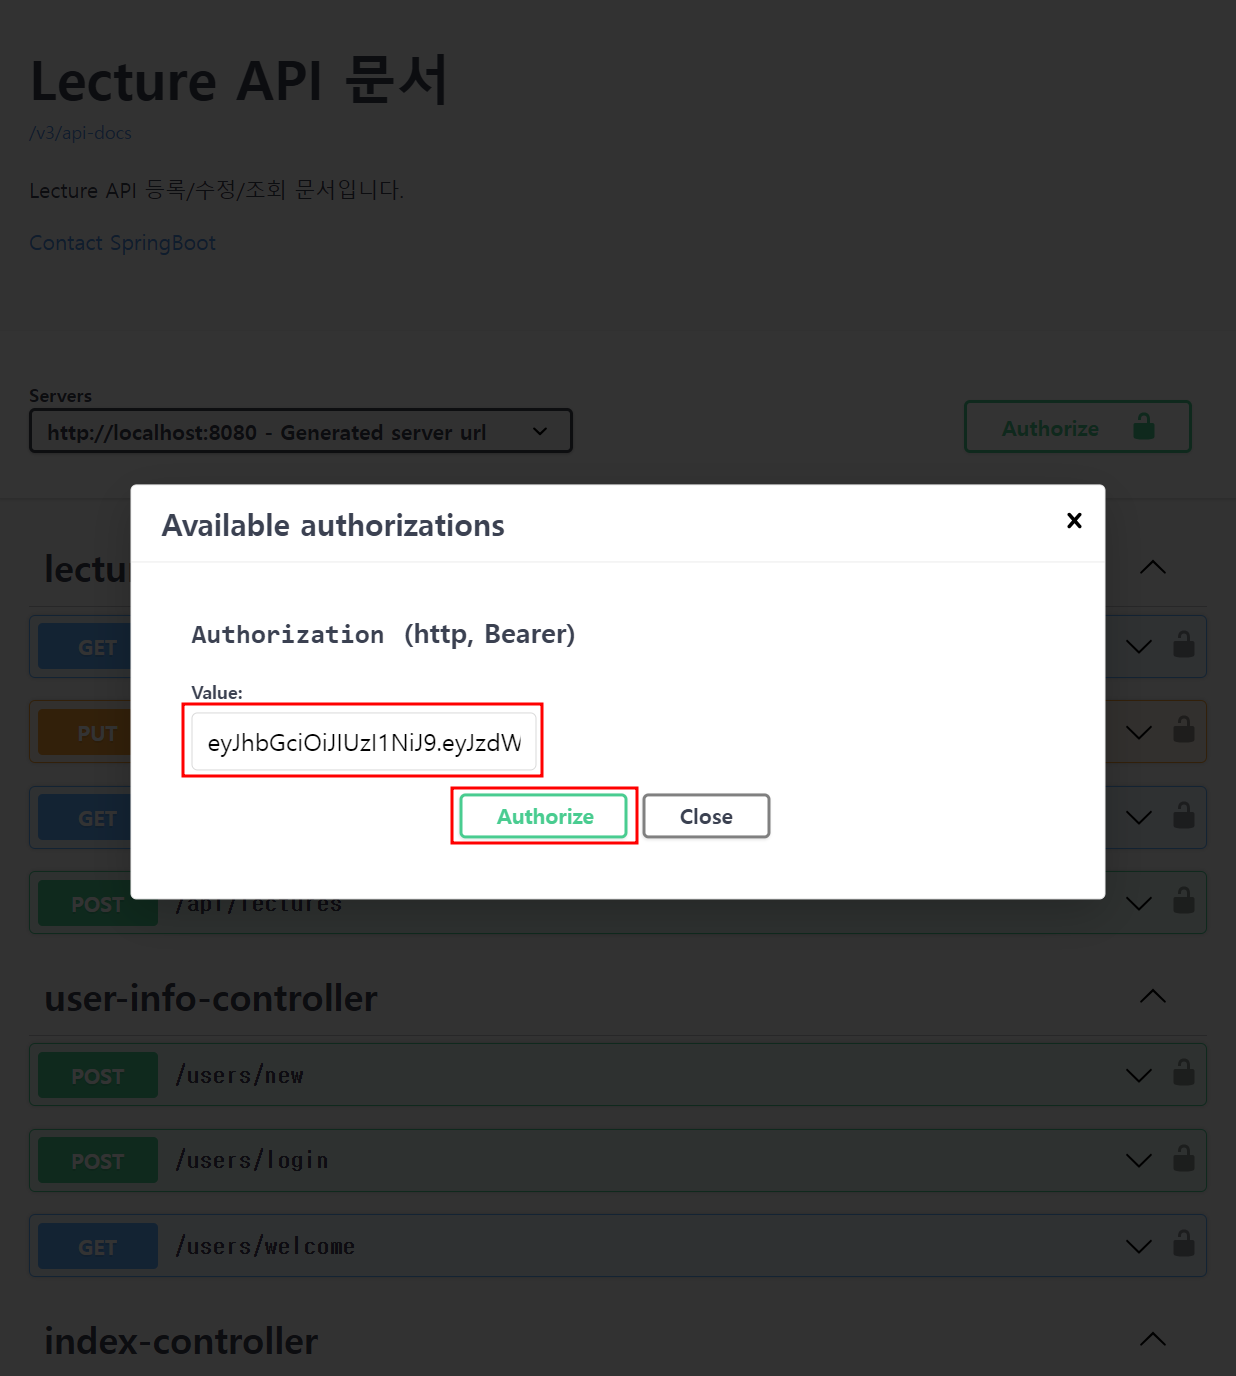 Lecture API 문서
/v3/api-docs
Lecture API 등록/수정/조회 문서입니다.
Contact SpringBoot
Servers
http://localhost:8080 - Generated server url
Authorize
Available authorizations
Authorization (http, Bearer)
Value:
eyJhbGciOiJIUzI1NiJ9.eyJzdW
Authorize
Close
lectu
GET
PUT
GET
POST /api/lectures
user-info-controller
POST /users/new
POST /users/login
GET /users/welcome
index-controller